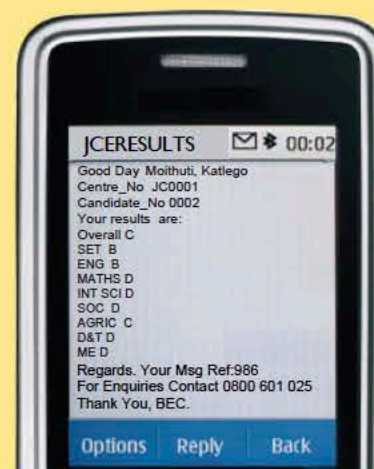 JCERESULTS 00:02
Good Day Moithuti, Katlego
Centre_No JC0001
Candidate_No 0002
Your results are:
Overall C
SET B
ENG B
MATHS D
INT SCI D
SOC D
AGRIC C
D&T D
ME D
Regards. Your Msg Ref:986
For Enquiries Contact 0800 601 025
Thank You, BEC.
Options Reply Back